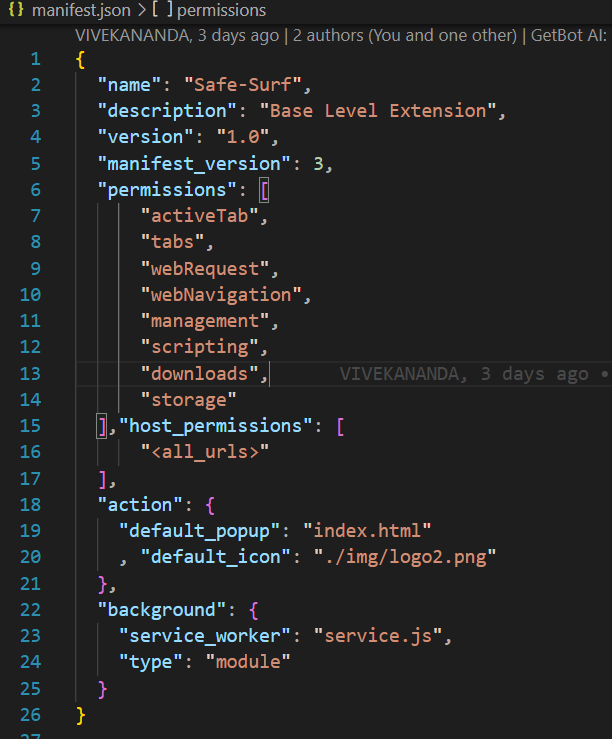 {} manifest.json > [ ] permissions
VIVEKANANDA, 3 days ago | 2 authors (You and one other) | GetBot AI:
1 {
2 "name": "Safe-Surf",
3 "description": "Base Level Extension",
4 "version": "1.0",
5 "manifest_version": 3,
6 "permissions": [
7 "activeTab",
8 "tabs",
9 "webRequest",
10 "webNavigation",
11 "management",
12 "scripting",
13 "downloads", VIVEKANANDA, 3 days ago •
14 "storage"
15 ],"host_permissions": [
16 "<all_urls>"
17 ],
18 "action": {
19 "default_popup": "index.html"
20 , "default_icon": "./img/logo2.png"
21 },
22 "background": {
23 "service_worker": "service.js",
24 "type": "module"
25 }
26 }
27